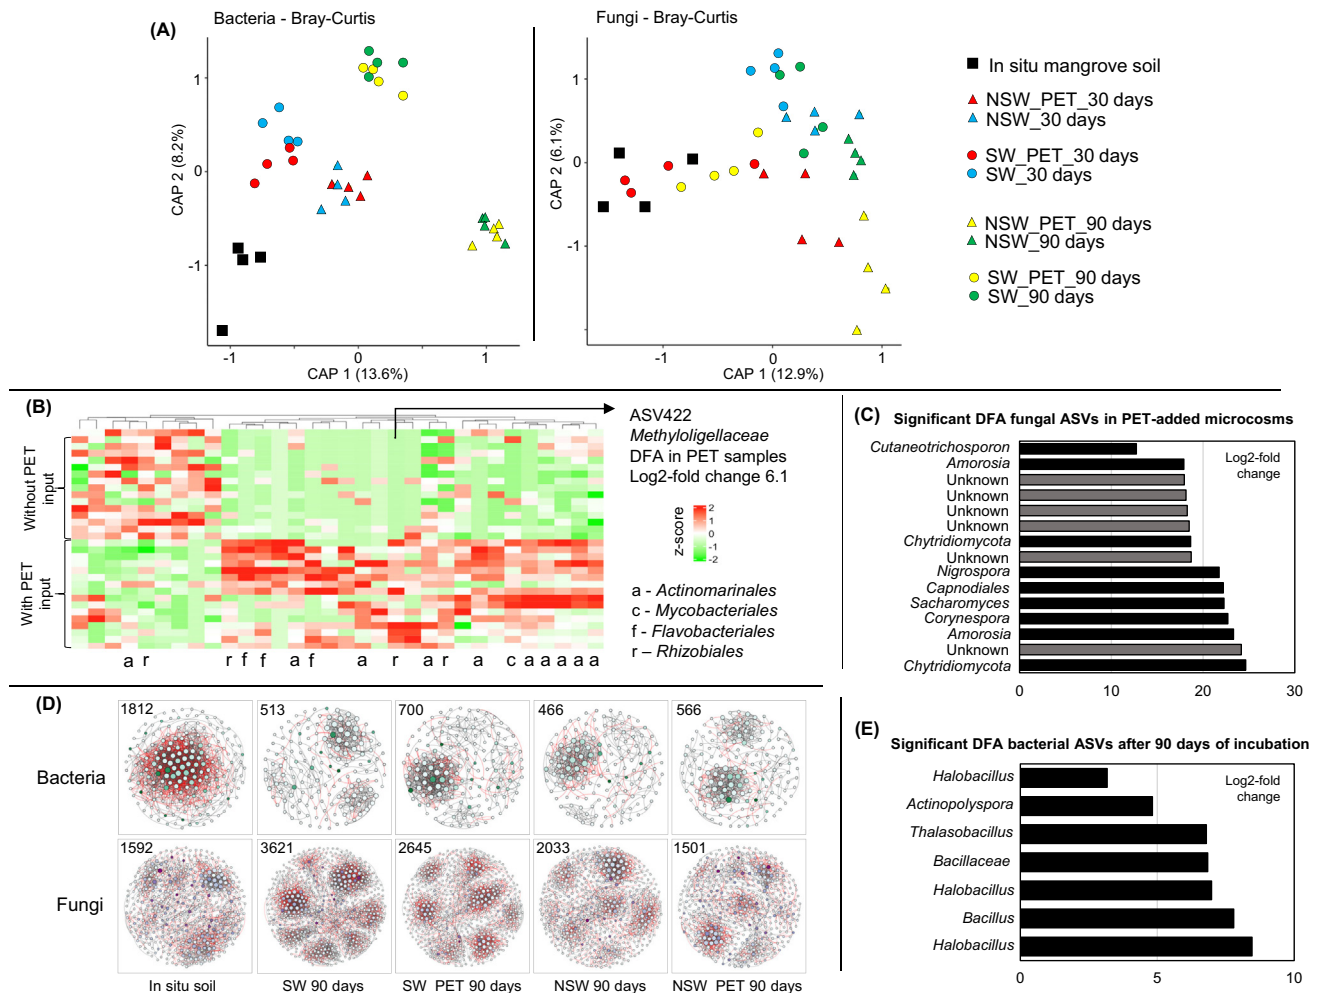 (A)
Bacteria - Bray-Curtis
Fungi - Bray-Curtis
CAP 2 (8.2%)
1
0
-1
-1
0
1
CAP 1 (13.6%)
CAP 2 (6.1%)
1
0
-1
-1
0
1
CAP 1 (12.9%)
In situ mangrove soil
NSW_PET_30 days
NSW_30 days
SW_PET_30 days
SW_30 days
NSW_PET_90 days
NSW_90 days
SW_PET_90 days
SW_90 days
(B)
Without PET
input
With PET
input
a r r f f a f a r a r a c a a a a a
ASV422
Methyloligellaceae
DFA in PET samples
Log2-fold change 6.1
z-score
2
1
0
-1
-2
a - Actinomarinales
c - Mycobacteriales
f - Flavobacteriales
r – Rhizobiales
(C)
Significant DFA fungal ASVs in PET-added microcosms
Log2-fold
change
Cutaneotrichosporon
Amorosia
Unknown
Unknown
Unknown
Unknown
Chytridiomycota
Unknown
Nigrospora
Capnodiales
Sacharomyces
Corynespora
Amorosia
Unknown
Chytridiomycota
0
10
20
30
(D)
Bacteria
1812
513
700
466
566
Fungi
1592
3621
2645
2033
1501
In situ soil
SW 90 days
SW_PET 90 days
NSW 90 days
NSW_PET 90 days
(E)
Significant DFA bacterial ASVs after 90 days of incubation
Log2-fold
change
Halobacillus
Actinopolyspora
Thalasobacillus
Bacillaceae
Halobacillus
Bacillus
Halobacillus
0
5
10